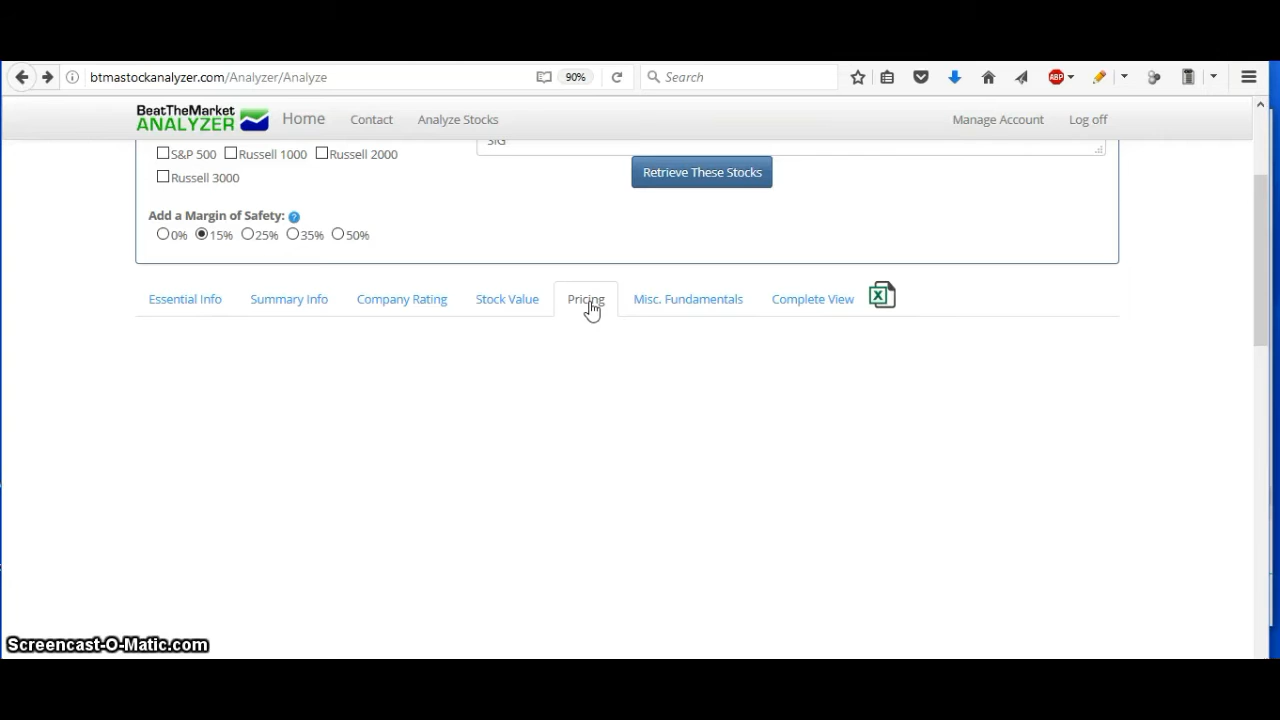 btmastockanalyzer.com/Analyzer/Analyze
90%
Search
ABP
BeatTheMarket
ANALYZER
Home
Contact
Analyze Stocks
Manage Account
Log off
SIG
S&P 500 Russell 1000 Russell 2000
Russell 3000
Retrieve These Stocks
Add a Margin of Safety: ?
0% 15% 25% 35% 50%
Essential Info Summary Info Company Rating Stock Value Pricing Misc. Fundamentals Complete View
Screencast-O-Matic.com